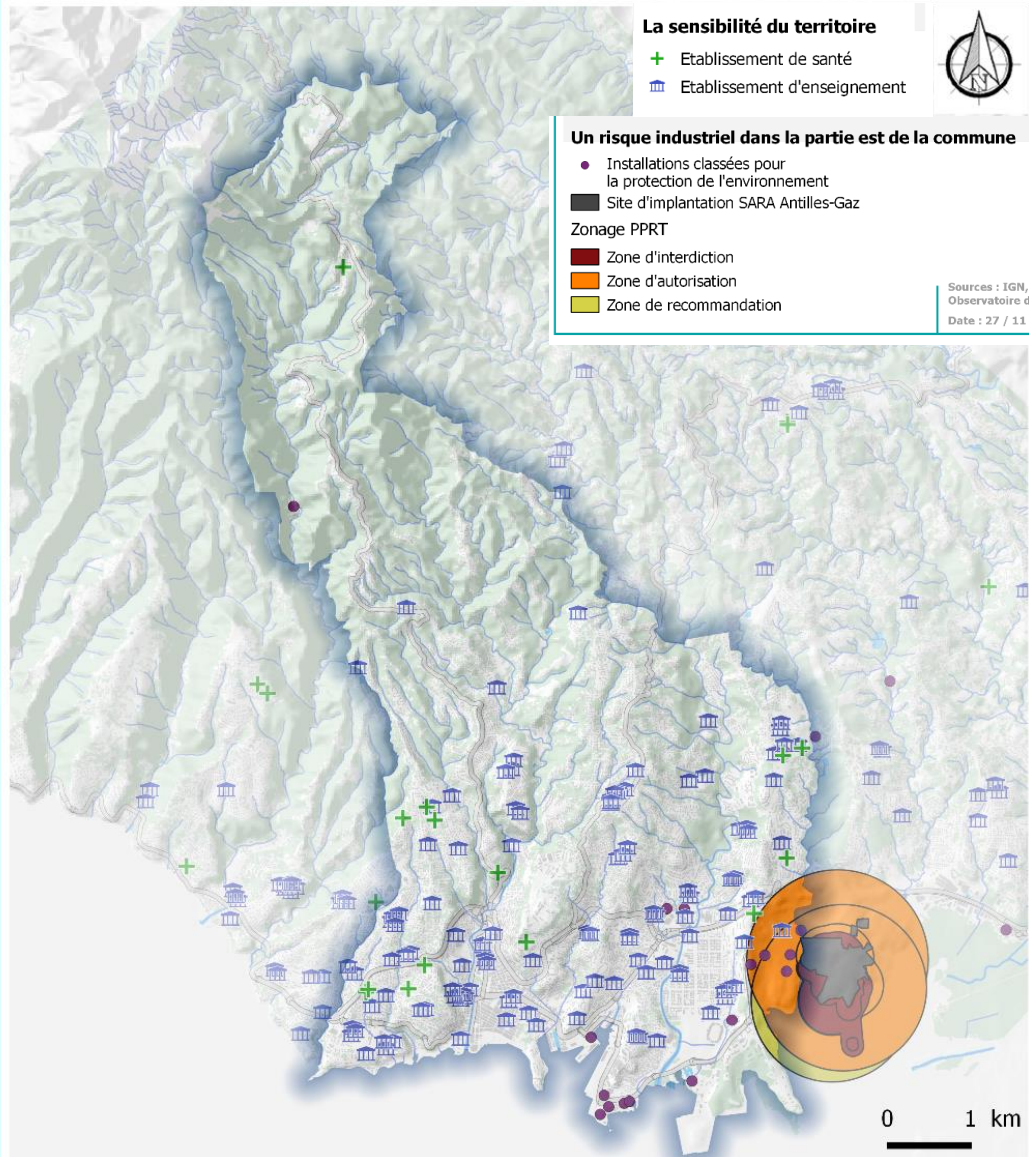 La sensibilité du territoire
Etablissement de santé
Etablissement d'enseignement
N
Un risque industriel dans la partie est de la commune
Installations classées pour
la protection de l'environnement
Site d'implantation SARA Antilles-Gaz
Zonage PPRT
Zone d'interdiction
Zone d'autorisation
Zone de recommandation
Sources : IGN,
Observatoire d
Date : 27 / 11
0 1 km